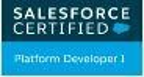 SALESFORCE
CERTIFIED
Platform Developer I